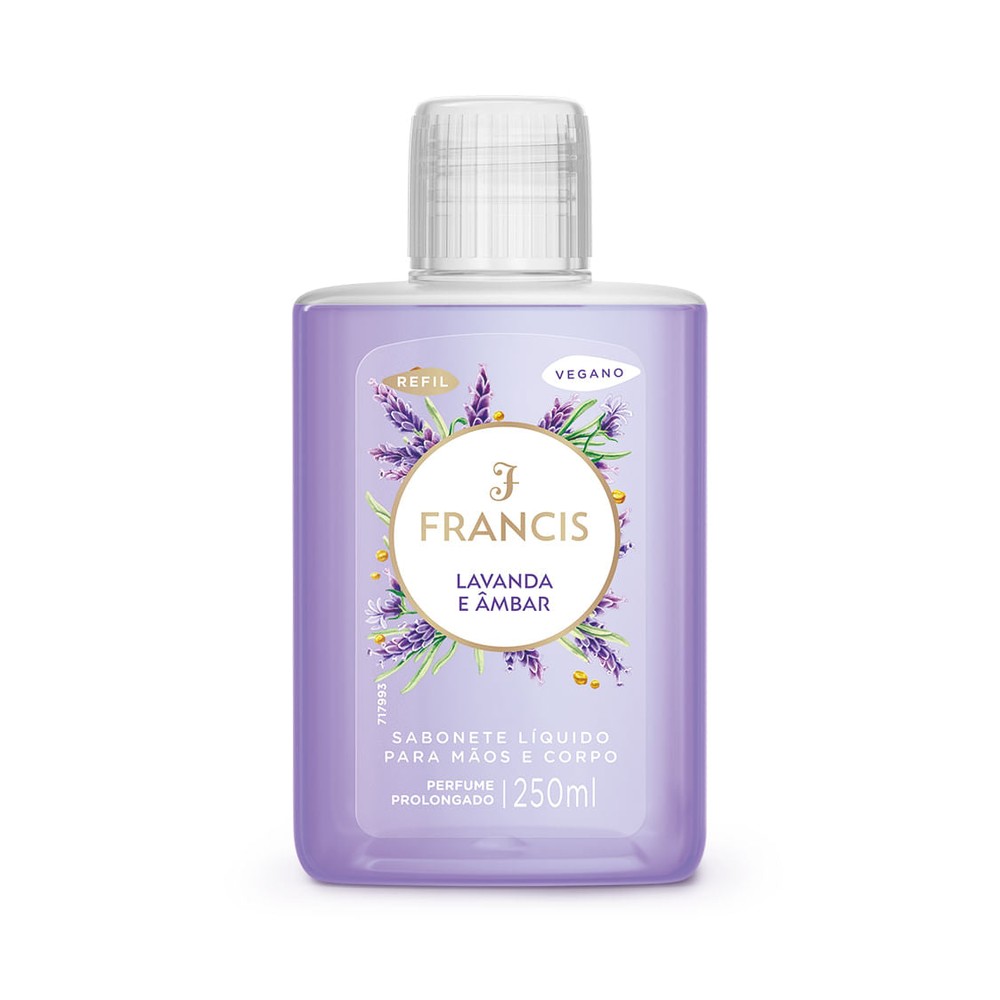 REFIL
VEGANO
F
FRANCIS
LAVANDA
E ÂMBAR
717993
SABONETE LÍQUIDO
PARA MÃOS E CORPO
PERFUME
PROLONGADO
250ml